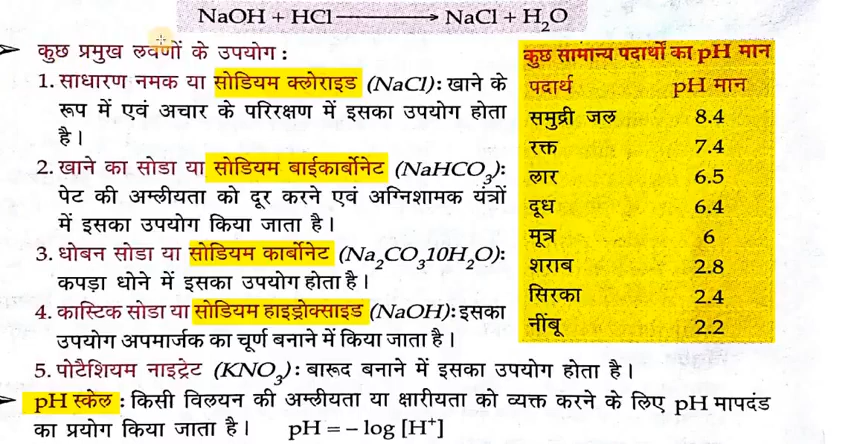 NaOH + HCl ⟶ NaCl + H₂O
कुछ प्रमुख लवणों के उपयोग :
1. साधारण नमक या सोडियम क्लोराइड (NaCl): खाने के
रूप में एवं अचार के परिरक्षण में इसका उपयोग होता
है।
2. खाने का सोडा या सोडियम बाईकार्बोनेट (NaHCO₃):
पेट की अम्लीयता को दूर करने एवं अग्निशामक यंत्रों
में इसका उपयोग किया जाता है।
3. धोबन सोडा या सोडियम कार्बोनेट (Na₂CO₃10H₂O):
कपड़ा धोने में इसका उपयोग होता है।
4. कास्टिक सोडा या सोडियम हाइड्रोक्साइड (NaOH): इसका
उपयोग अपमार्जक का चूर्ण बनाने में किया जाता है।
5. पोटैशियम नाइट्रेट (KNO₃): बारूद बनाने में इसका उपयोग होता है।
pH स्केल : किसी विलयन की अम्लीयता या क्षारीयता को व्यक्त करने के लिए pH मापदंड
का प्रयोग किया जाता है। pH = – log [H⁺]
कुछ सामान्य पदार्थों का pH मान
पदार्थ pH मान
समुद्री जल 8.4
रक्त 7.4
लार 6.5
दूध 6.4
मूत्र 6
शराब 2.8
सिरका 2.4
नींबू 2.2